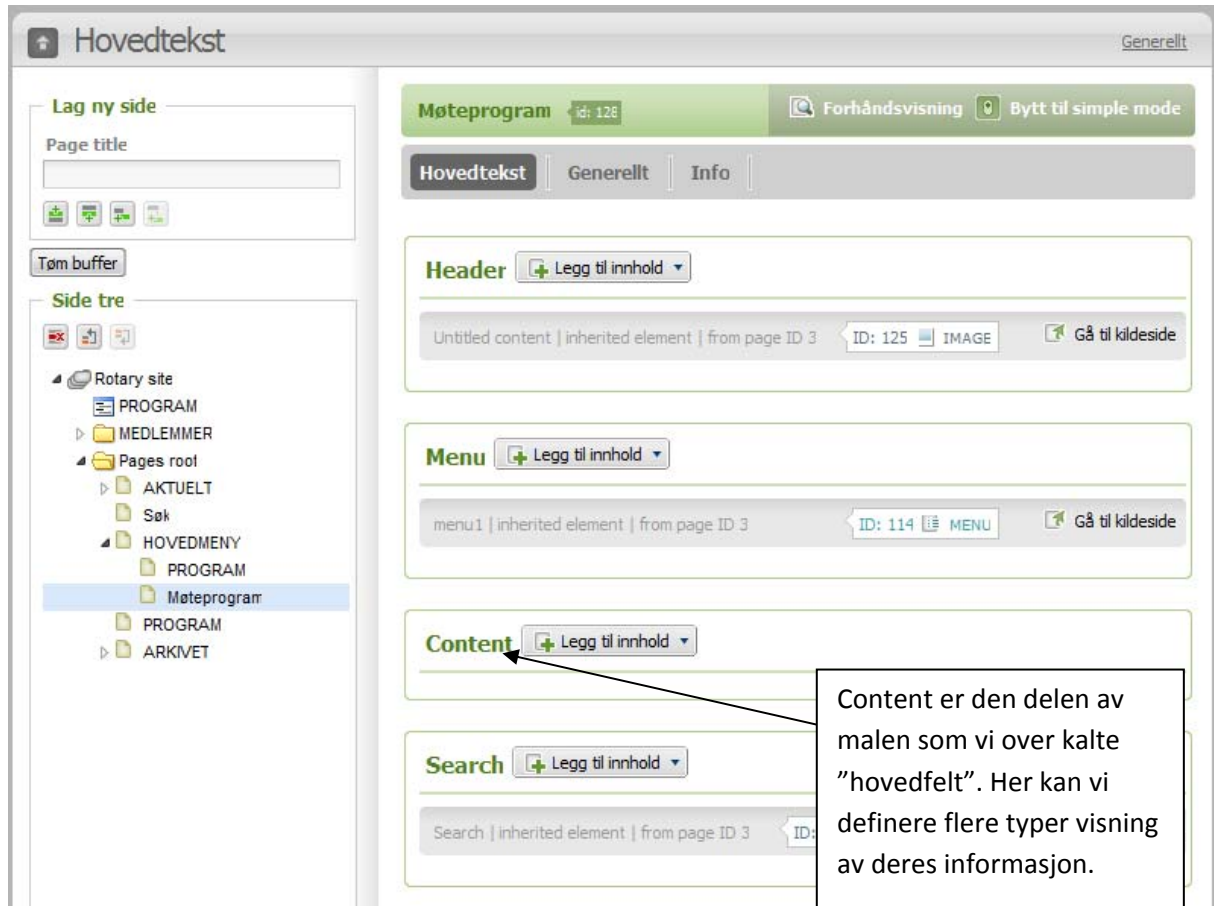 Hovedtekst
Generellt
Lag ny side
Page title
Tøm buffer
Side tre
Rotary site
PROGRAM
MEDLEMMER
Pages root
AKTUELT
Søk
HOVEDMENY
PROGRAM
Møteprogram
PROGRAM
ARKIVET
Møteprogram id: 128 Forhåndsvisning Bytt til simple mode
Hovedtekst Generellt Info
Header Legg til innhold
Untitled content | inherited element | from page ID 3 ID: 125 IMAGE Gå til kildeside
Menu Legg til innhold
menu1 | inherited element | from page ID 3 ID: 114 MENU Gå til kildeside
Content Legg til innhold
Search Legg til innhold
Search | inherited element | from page ID 3 ID:
Content er den delen av
malen som vi over kalte
”hovedfelt”. Her kan vi
definere flere typer visning
av deres informasjon.